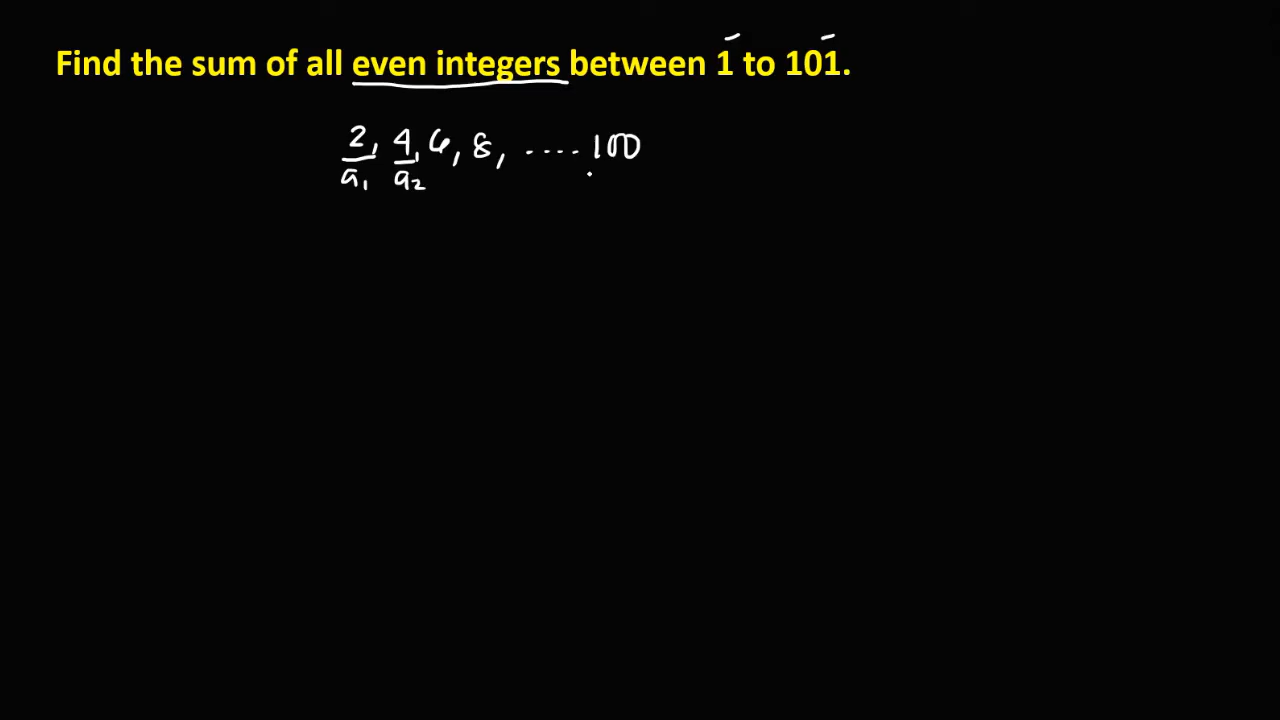 Find the sum of all even integers between 1 to 101.
2, 4, 6, 8, ....100
a₁ a₂